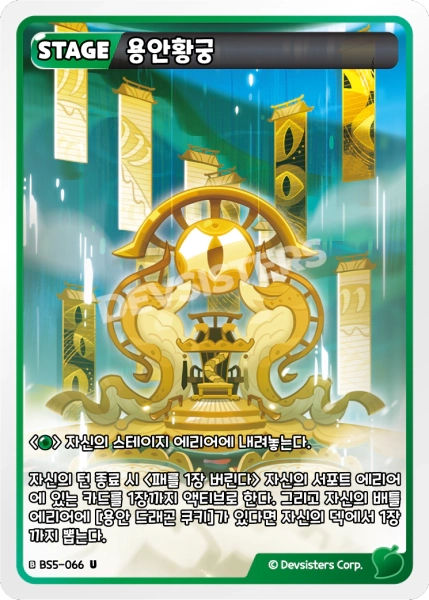 STAGE 용안황궁
DEVSISTERS
< > 자신의 스테이지 에리어에 내려놓는다.
자신의 턴 종료 시 <패를 1장 버린다> 자신의 서포트 에리어
에 있는 카드를 1장까지 액티브로 한다. 그리고 자신의 배틀
에리어에 [용안 드래곤 쿠키]가 있다면 자신의 덱에서 1장
까지 뽑는다.
B BS5-066 U
© Devsisters Corp.